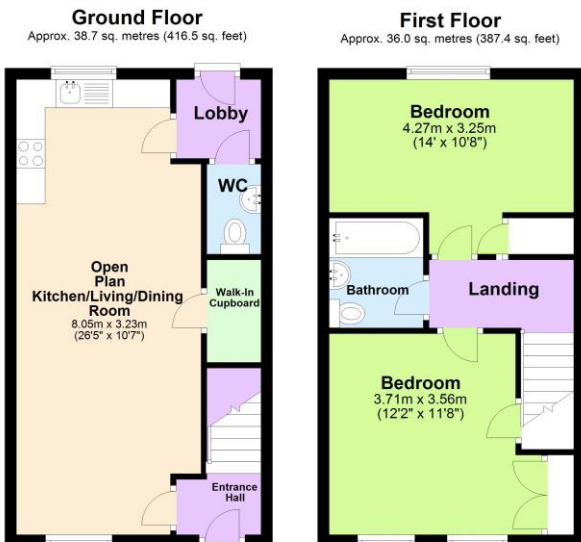 Ground Floor
Approx. 38.7 sq. metres (416.5 sq. feet)
Lobby
WC
Open
Plan
Kitchen/Living/Dining
Room
8.05m x 3.23m
(26'5" x 10'7")
Walk-In
Cupboard
Entrance
Hall
First Floor
Approx. 36.0 sq. metres (387.4 sq. feet)
Bedroom
4.27m x 3.25m
(14' x 10'8")
Bathroom
Landing
Bedroom
3.71m x 3.56m
(12'2" x 11'8")